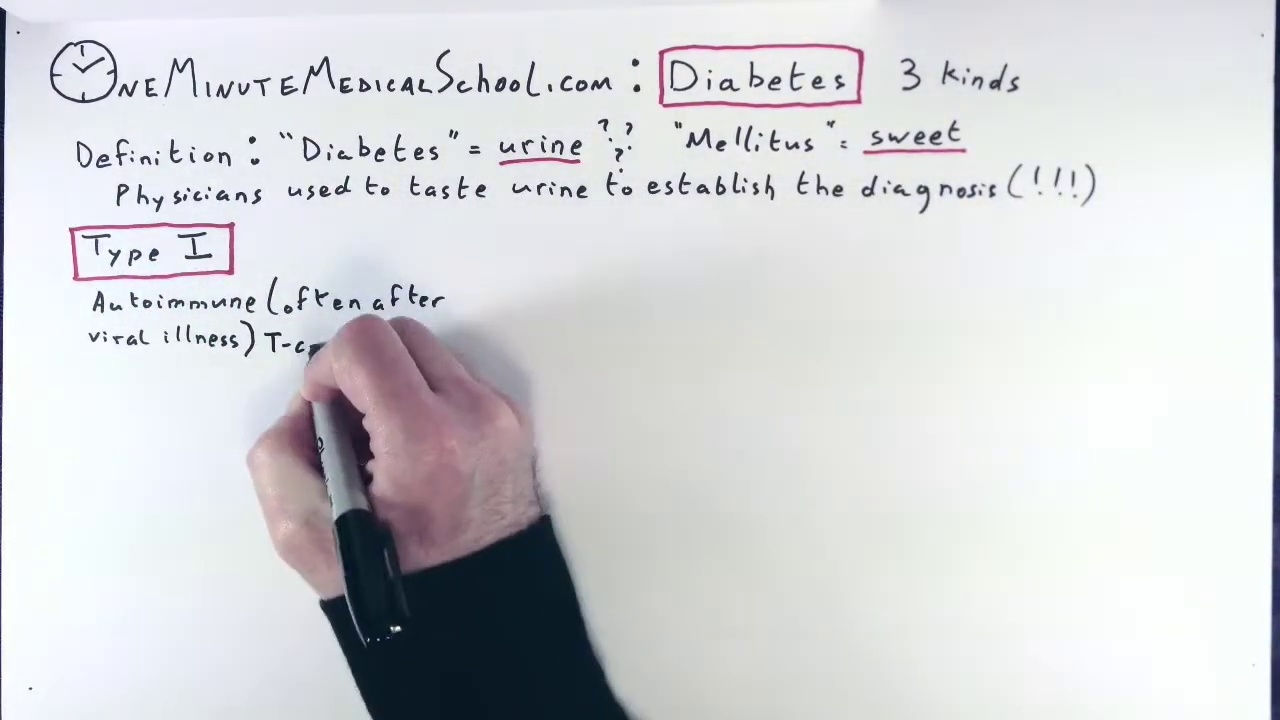 ONEMINUTEMEDICALSCHOOL.COM : Diabetes 3 kinds
Definition : "Diabetes" = urine ??? "Mellitus" = sweet
Physicians used to taste urine to establish the diagnosis (!!!)
Type I
Autoimmune (often after
viral illness) T-c